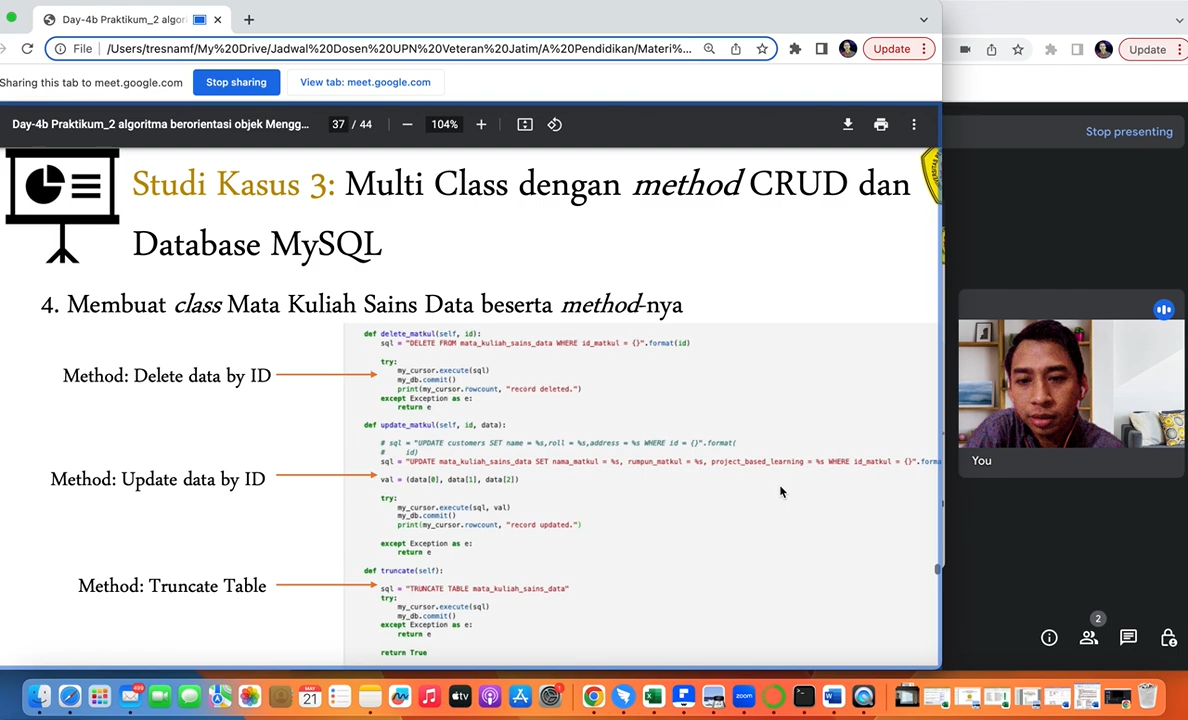 Day-4b Praktikum_2 algori
File
/Users/tresnamf/My%20Drive/Jadwal%20Dosen%20UPN%20Veteran%20Jatim/A%20Pendidikan/Materi%...
Update
Update
Sharing this tab to meet.google.com
Stop sharing
View tab: meet.google.com
Day-4b Praktikum_2 algoritma berorientasi objek Mengg...
37 / 44
104%
Stop presenting
Studi Kasus 3: Multi Class dengan method CRUD dan
Database MySQL
4. Membuat class Mata Kuliah Sains Data beserta method-nya
Method: Delete data by ID
Method: Update data by ID
Method: Truncate Table
def delete_matkul(self, id):
sql = "DELETE FROM mata_kuliah_sains_data WHERE id_matkul = {}".format(id)
try:
my_cursor.execute(sql)
my_db.commit()
print(my_cursor.rowcount, "record deleted.")
except Exception as e:
return e
def update_matkul(self, id, data):
# sql = "UPDATE customers SET name = %s,roll = %s,address = %s WHERE id = {}".format(
# id)
sql = "UPDATE mata_kuliah_sains_data SET nama_matkul = %s, rumpun_matkul = %s, project_based_learning = %s WHERE id_matkul = {}".forma
val = (data[0], data[1], data[2])
try:
my_cursor.execute(sql, val)
my_db.commit()
print(my_cursor.rowcount, "record updated.")
except Exception as e:
return e
def truncate(self):
sql = "TRUNCATE TABLE mata_kuliah_sains_data"
try:
my_cursor.execute(sql)
my_db.commit()
except Exception as e:
return e
return True
You
2
MAY
21
tv
zoom